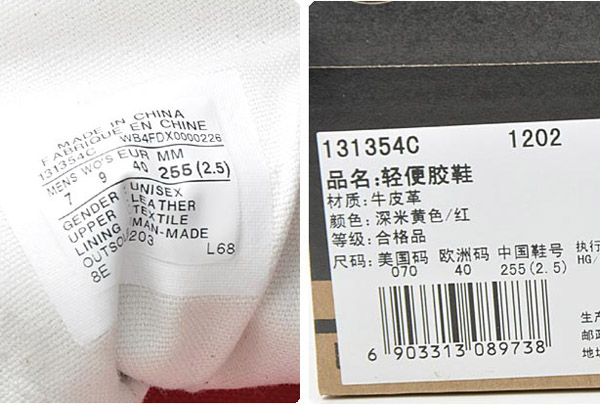 MADE IN CHINA
FABRIQUE EN CHINE
131354C WB4FDX0000226
MENS WO'S EUR MM
7 9 40 255 (2.5)
GENDER :UNISEX
UPPER :LEATHER
LINING :TEXTILE
OUTSO :MAN-MADE
203
8E L68
131354C 1202
品名:轻便胶鞋
材质:牛皮革
颜色:深米黄色/红
等级:合格品
尺码:美国码 欧洲码 中国鞋号 执行
070 40 255(2.5) HG/
6 903313 089738
生产
邮政
地址